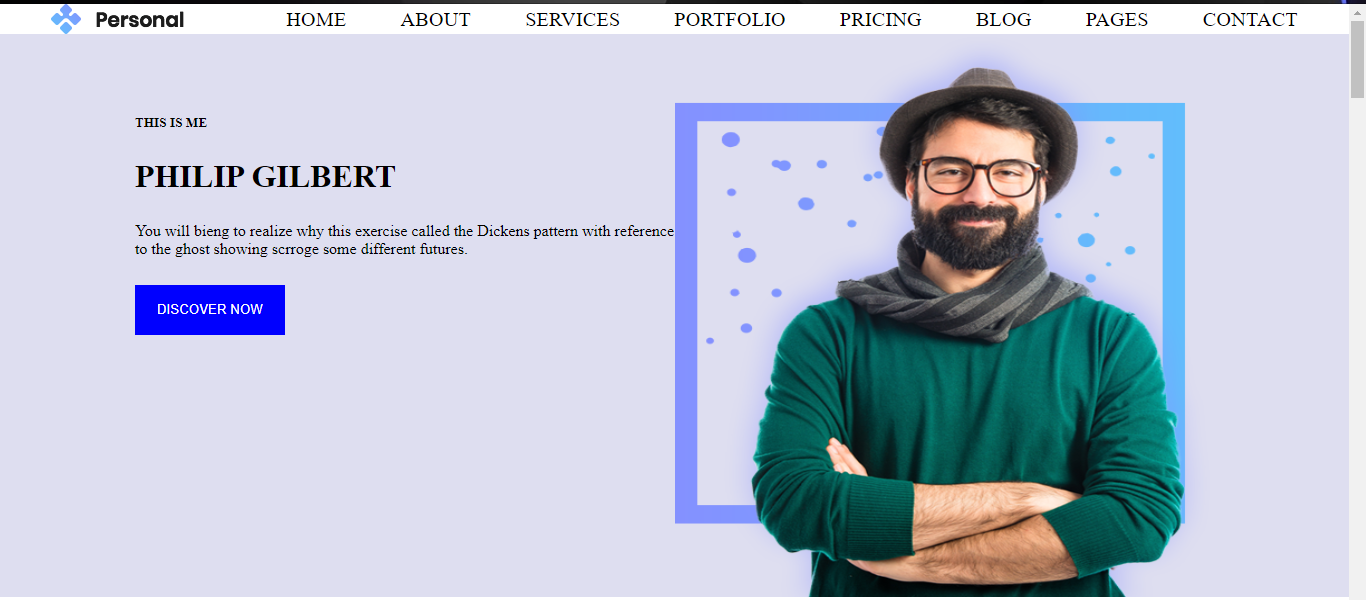 Personal HOME ABOUT SERVICES PORTFOLIO PRICING BLOG PAGES CONTACT
THIS IS ME
PHILIP GILBERT
You will bieng to realize why this exercise called the Dickens pattern with reference
to the ghost showing scrroge some different futures.
DISCOVER NOW